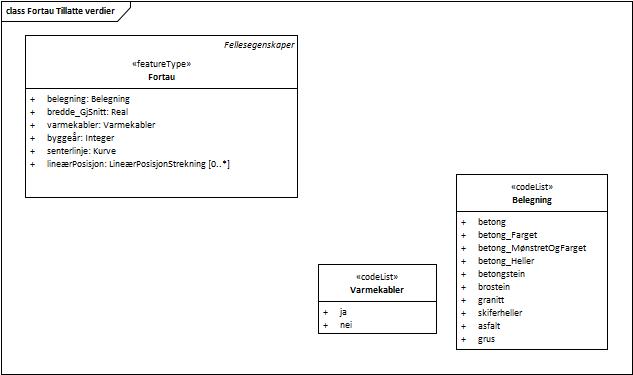 class Fortau Tillatte verdier
Fellesegenskaper
«featureType»
Fortau
+ belegning: Belegning
+ bredde_GjSnitt: Real
+ varmekabler: Varmekabler
+ byggeår: Integer
+ senterlinje: Kurve
+ lineærPosisjon: LineærPosisjonStrekning [0..*]
«codeList»
Varmekabler
+ ja
+ nei
«codeList»
Belegning
+ betong
+ betong_Farget
+ betong_MønstretOgFarget
+ betong_Heller
+ betongstein
+ brostein
+ granitt
+ skiferheller
+ asfalt
+ grus